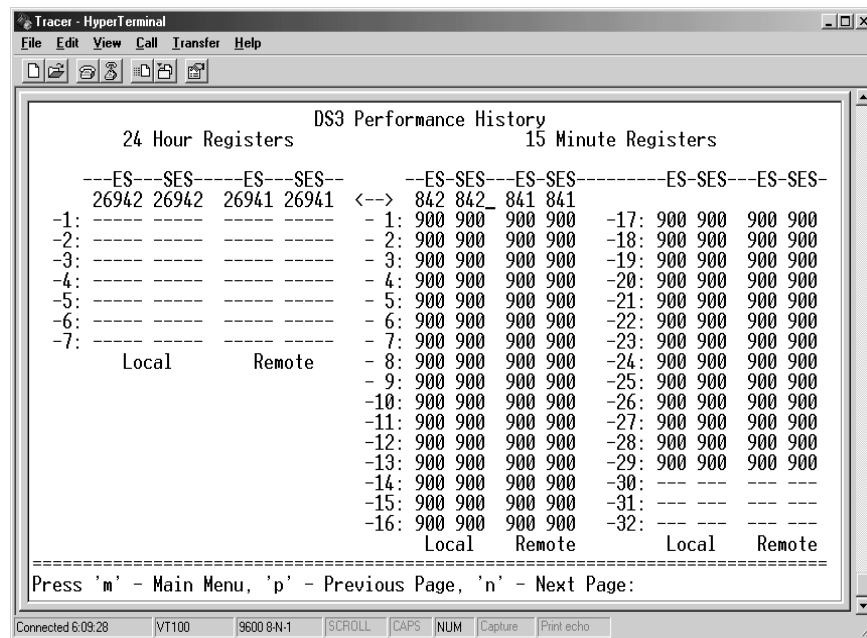 Tracer - HyperTerminal
File Edit View Call Transfer Help
DS3 Performance History
24 Hour Registers 15 Minute Registers
---ES---SES-----ES---SES-- --ES-SES---ES-SES---------ES-SES---ES-SES-
26942 26942 26941 26941 <--> 842 842_ 841 841
-1: ----- ----- ----- ----- - 1: 900 900 900 900 -17: 900 900 900 900
-2: ----- ----- ----- ----- - 2: 900 900 900 900 -18: 900 900 900 900
-3: ----- ----- ----- ----- - 3: 900 900 900 900 -19: 900 900 900 900
-4: ----- ----- ----- ----- - 4: 900 900 900 900 -20: 900 900 900 900
-5: ----- ----- ----- ----- - 5: 900 900 900 900 -21: 900 900 900 900
-6: ----- ----- ----- ----- - 6: 900 900 900 900 -22: 900 900 900 900
-7: ----- ----- ----- ----- - 7: 900 900 900 900 -23: 900 900 900 900
Local Remote - 8: 900 900 900 900 -24: 900 900 900 900
- 9: 900 900 900 900 -25: 900 900 900 900
-10: 900 900 900 900 -26: 900 900 900 900
-11: 900 900 900 900 -27: 900 900 900 900
-12: 900 900 900 900 -28: 900 900 900 900
-13: 900 900 900 900 -29: 900 900 900 900
-14: 900 900 900 900 -30: --- --- --- ---
-15: 900 900 900 900 -31: --- --- --- ---
-16: 900 900 900 900 -32: --- --- --- ---
Local Remote Local Remote
================================================================================
Press 'm' - Main Menu, 'p' - Previous Page, 'n' - Next Page:
Connected 6:09:28 VT100 9600 8-N-1 SCROLL CAPS NUM Capture Print echo